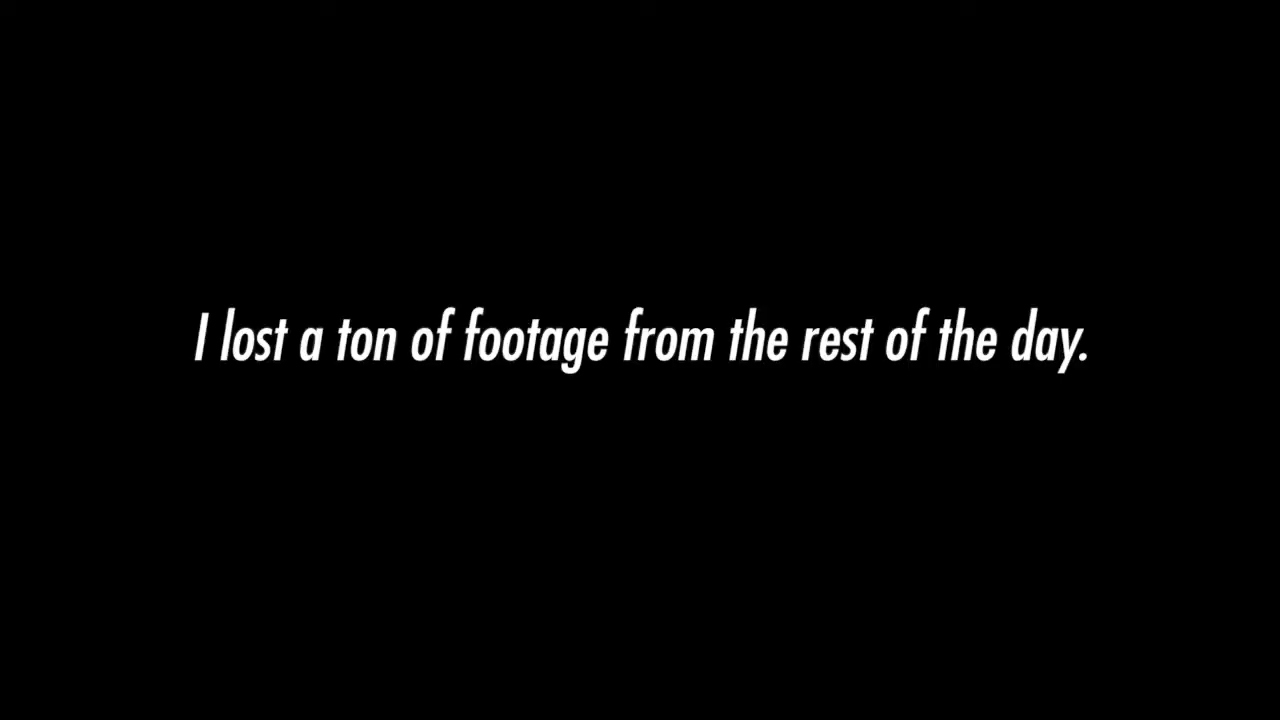 I lost a ton of footage from the rest of the day.